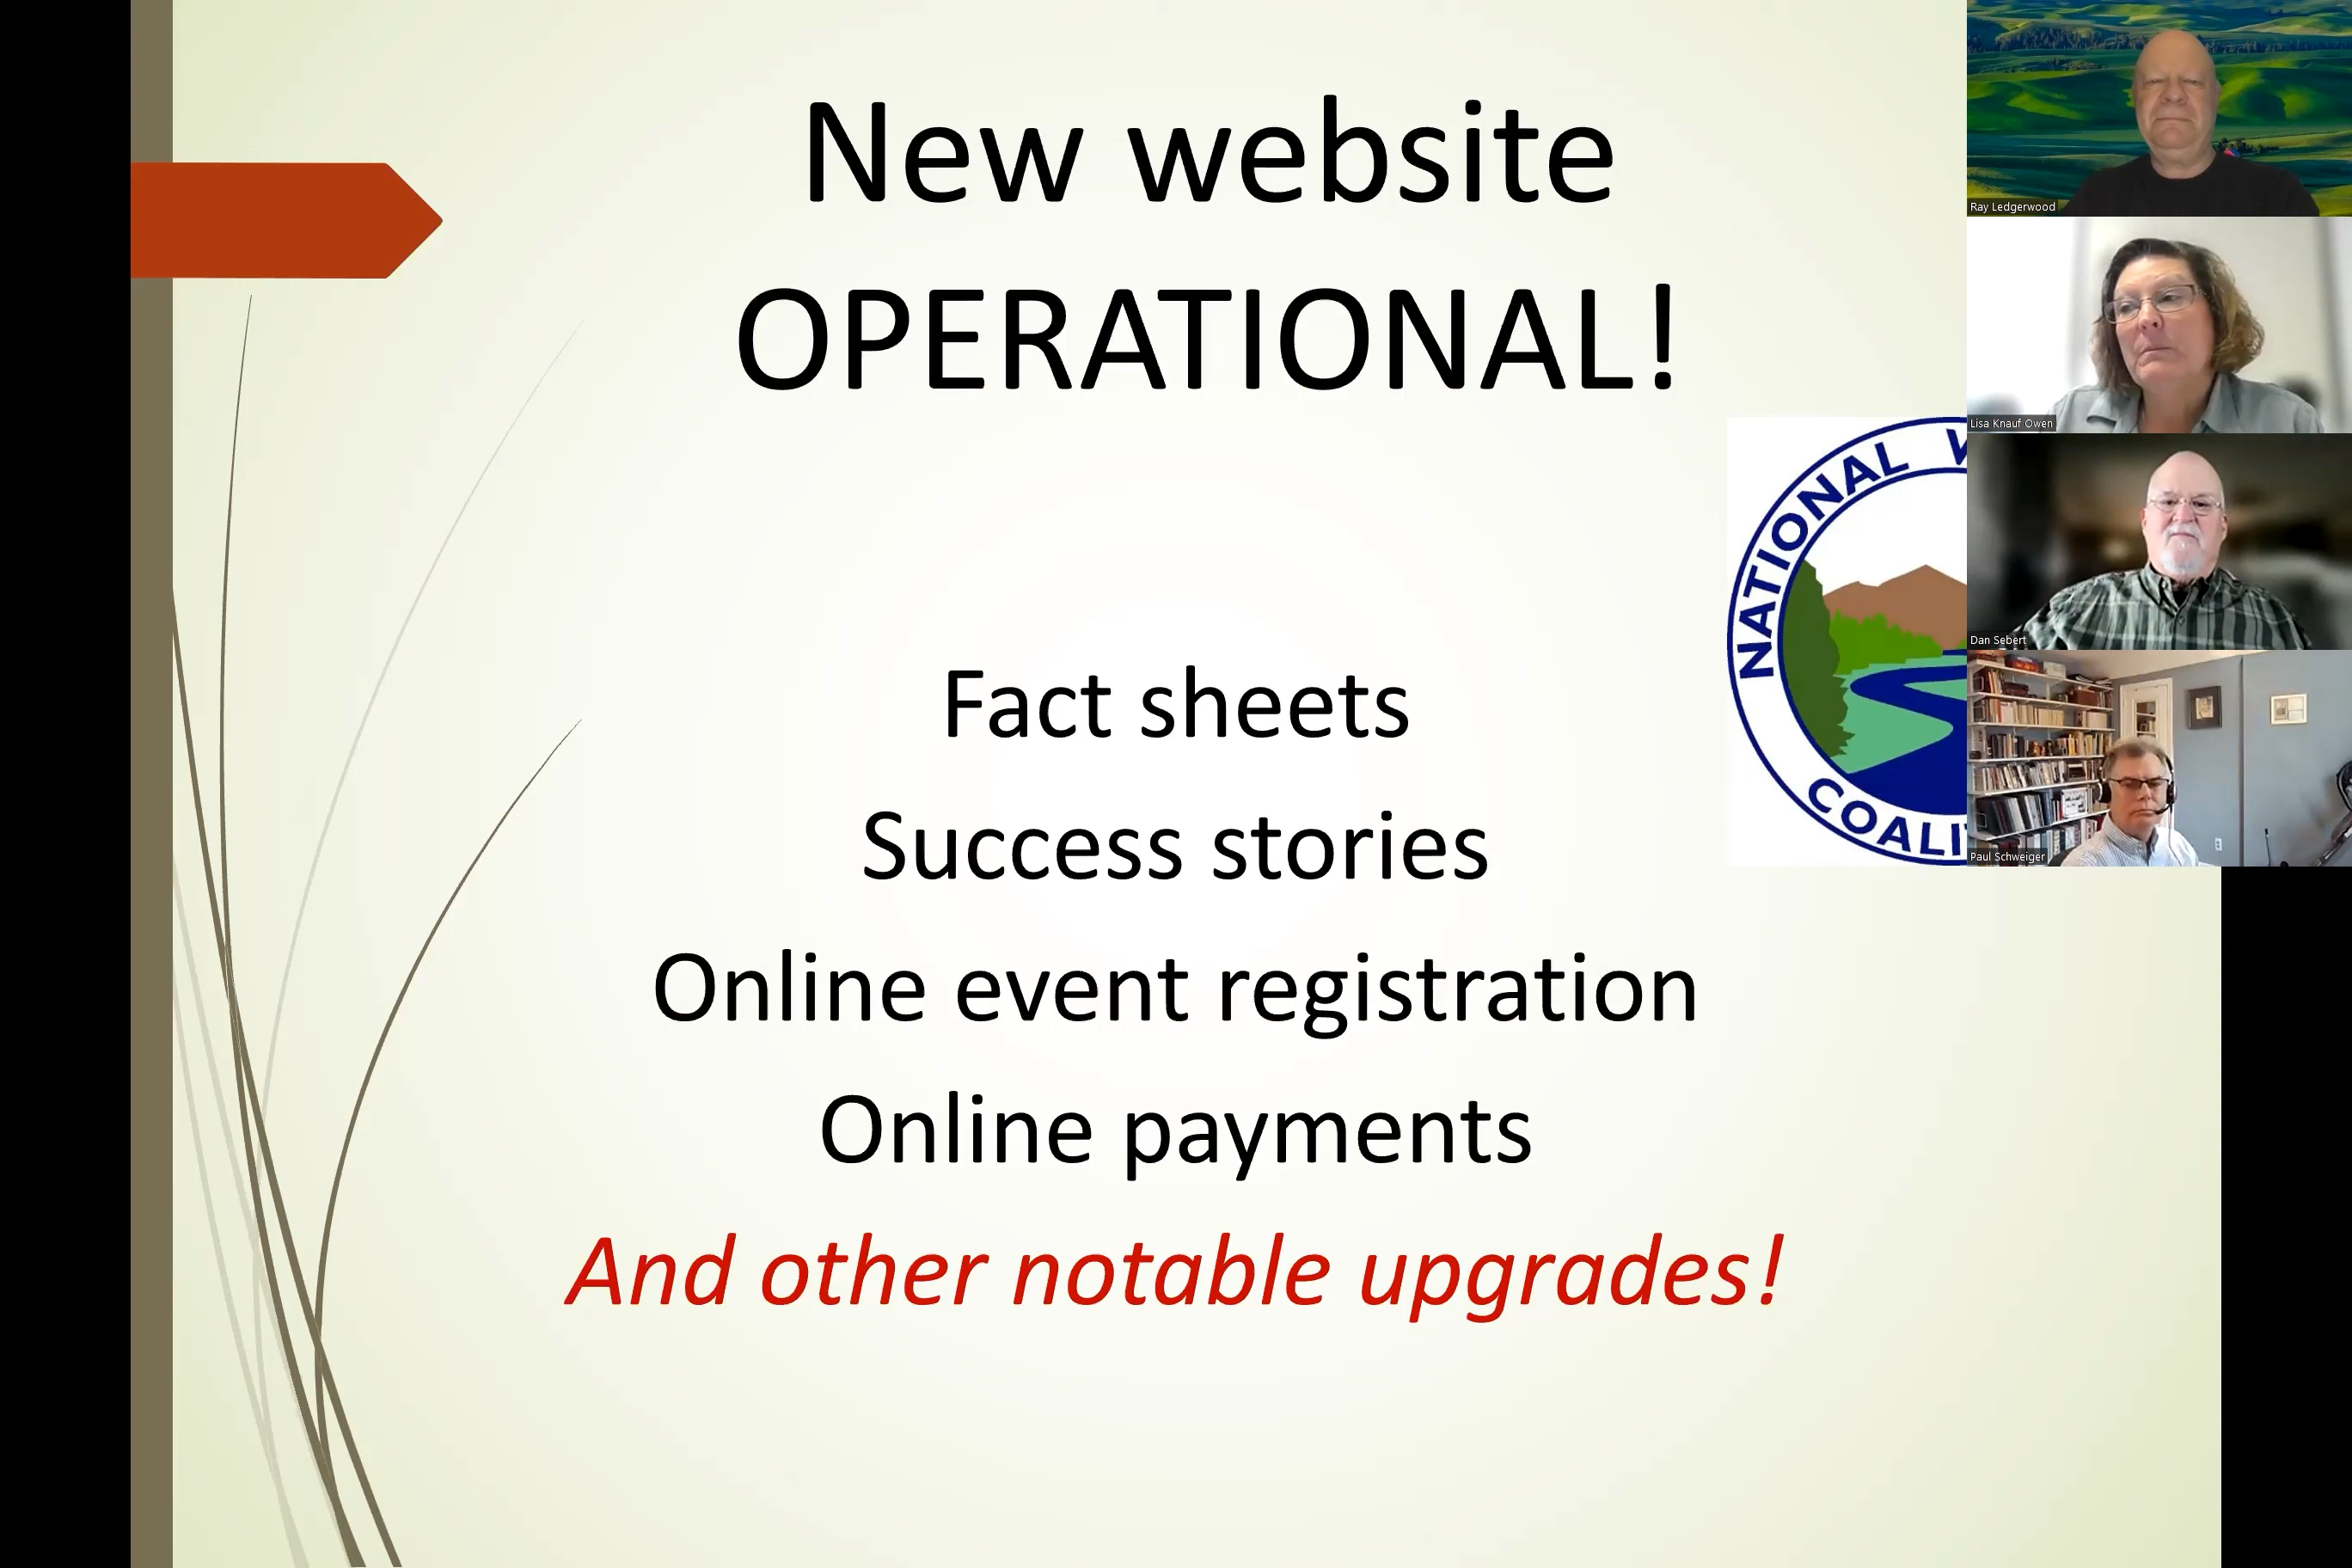 New website
OPERATIONAL!
Fact sheets
Success stories
Online event registration
Online payments
And other notable upgrades!
NATIONAL
Ray Ledgerwood
Lisa Knauf Owen
Dan Sebert
Paul Schweiger